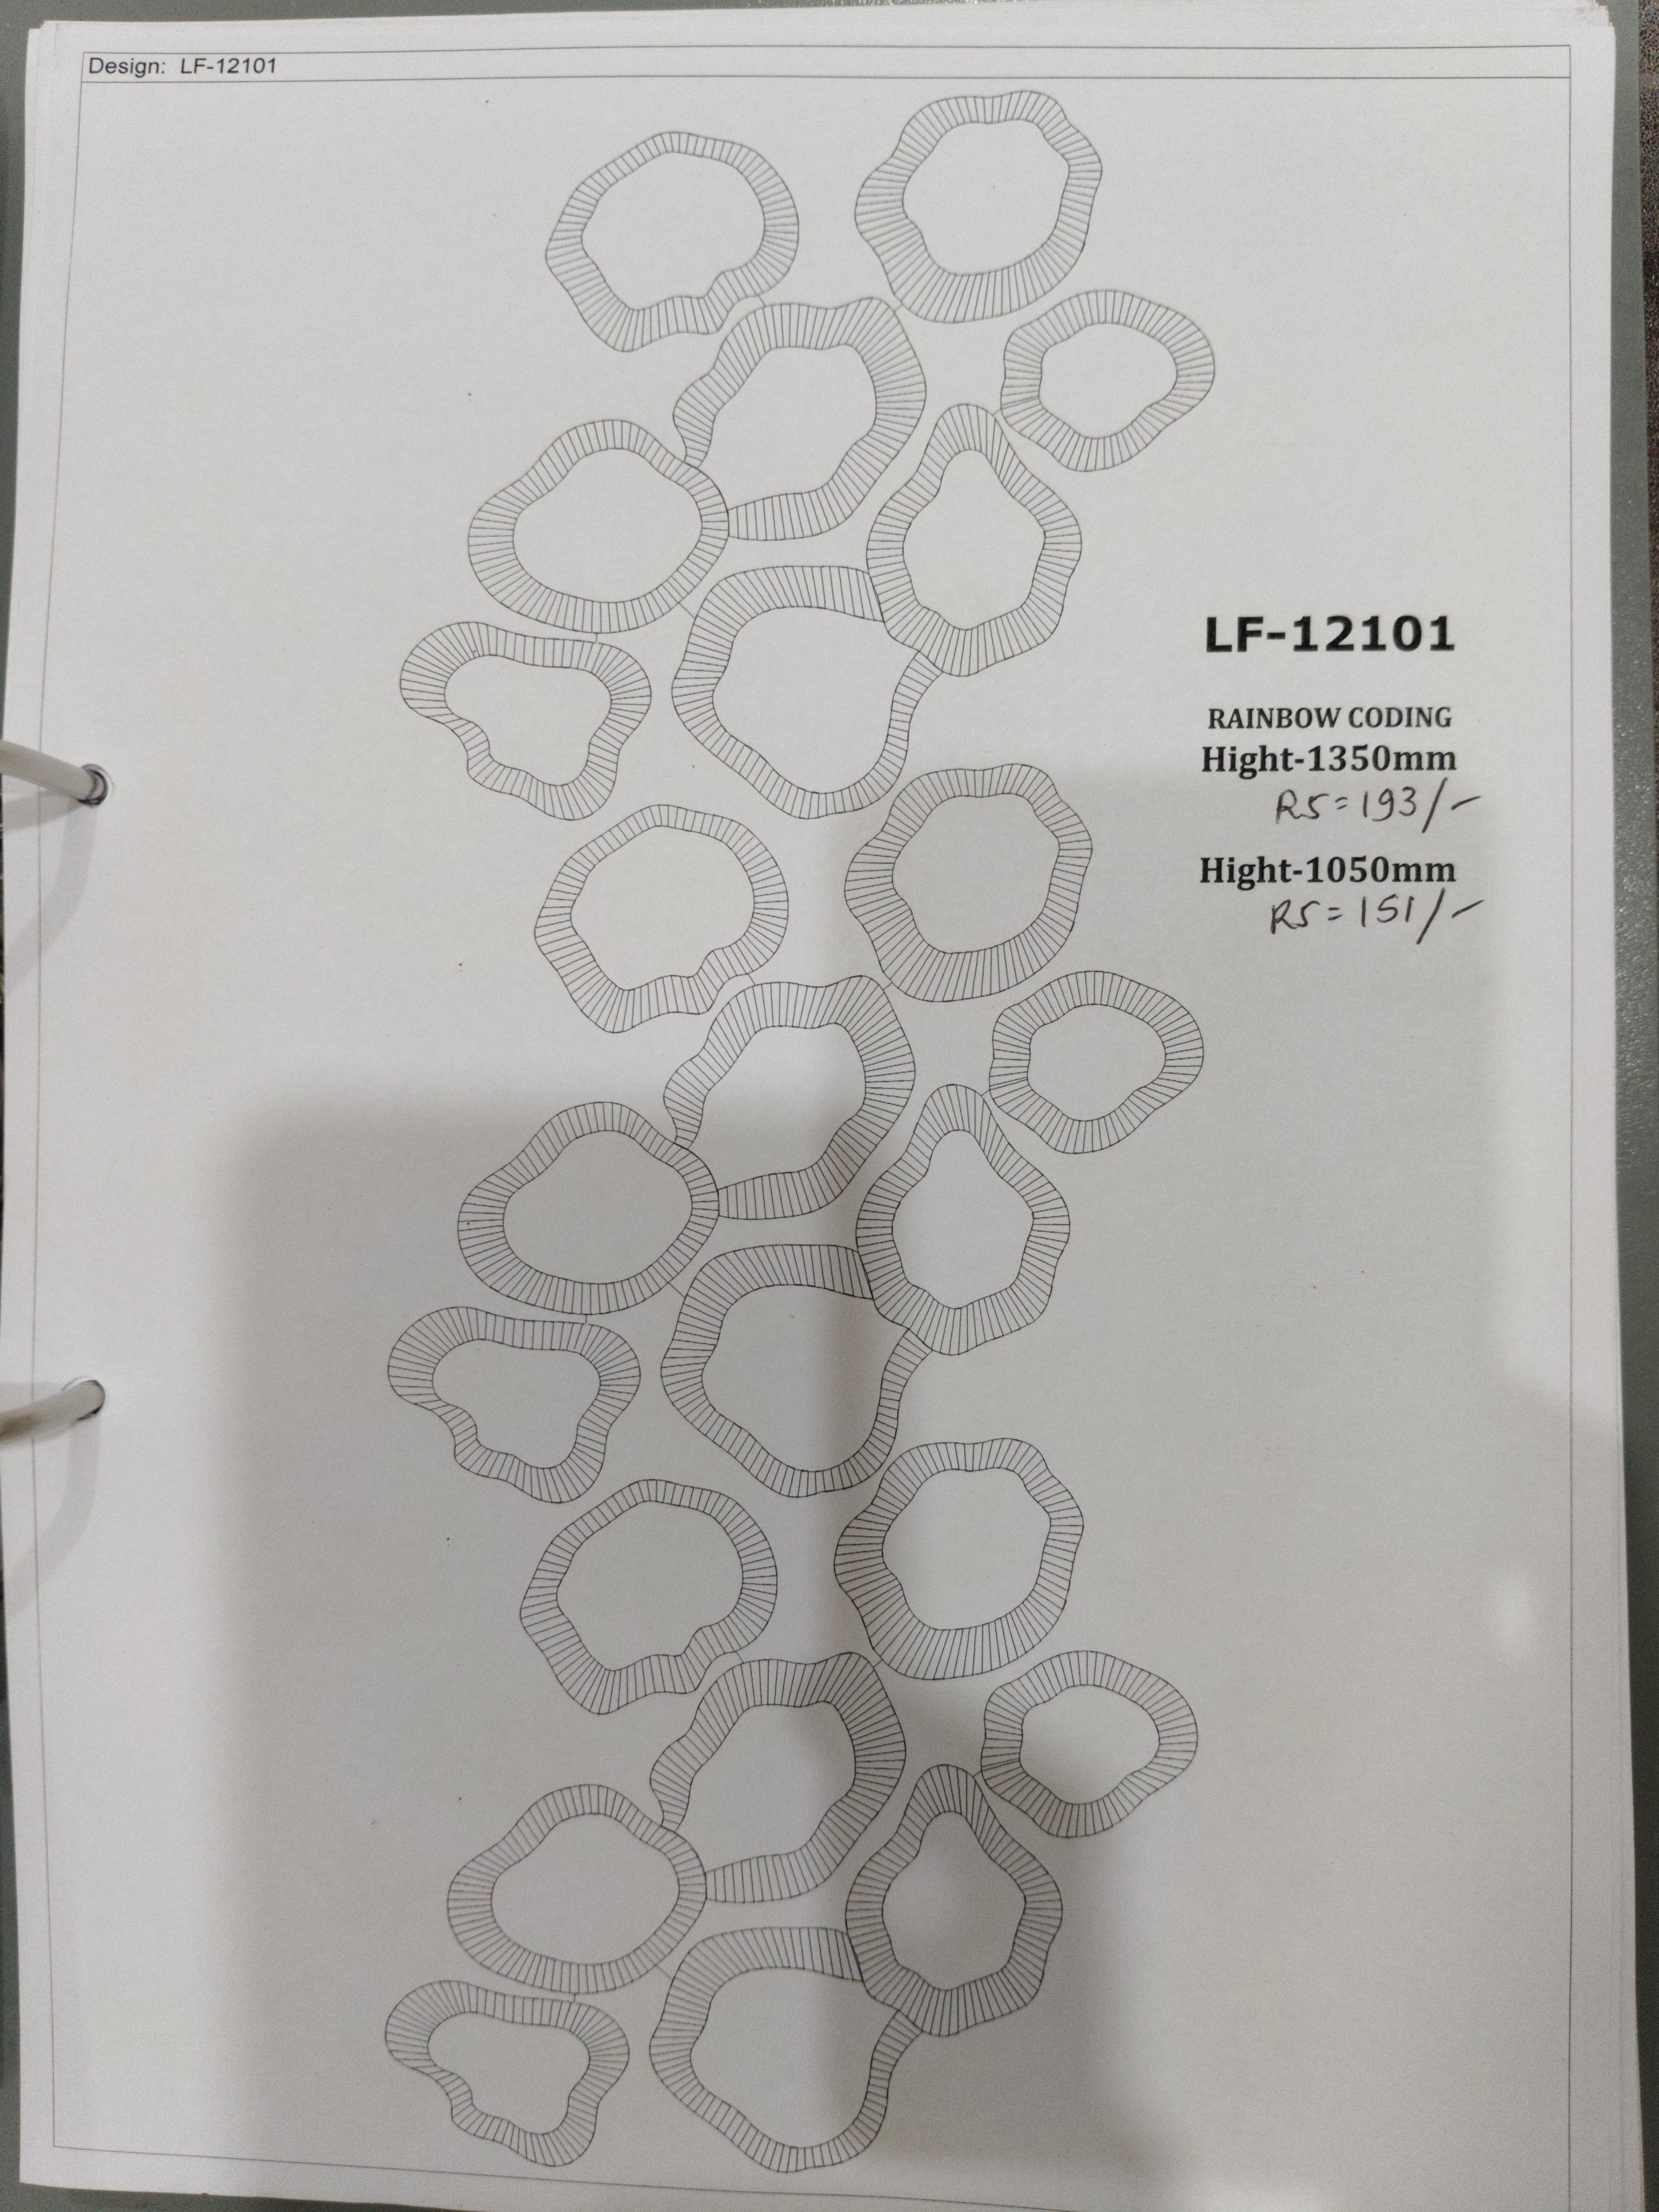 Design: LF-12101
LF-12101
RAINBOW CODING
Hight-1350mm
RS=193/-
Hight-1050mm
RS=151/-